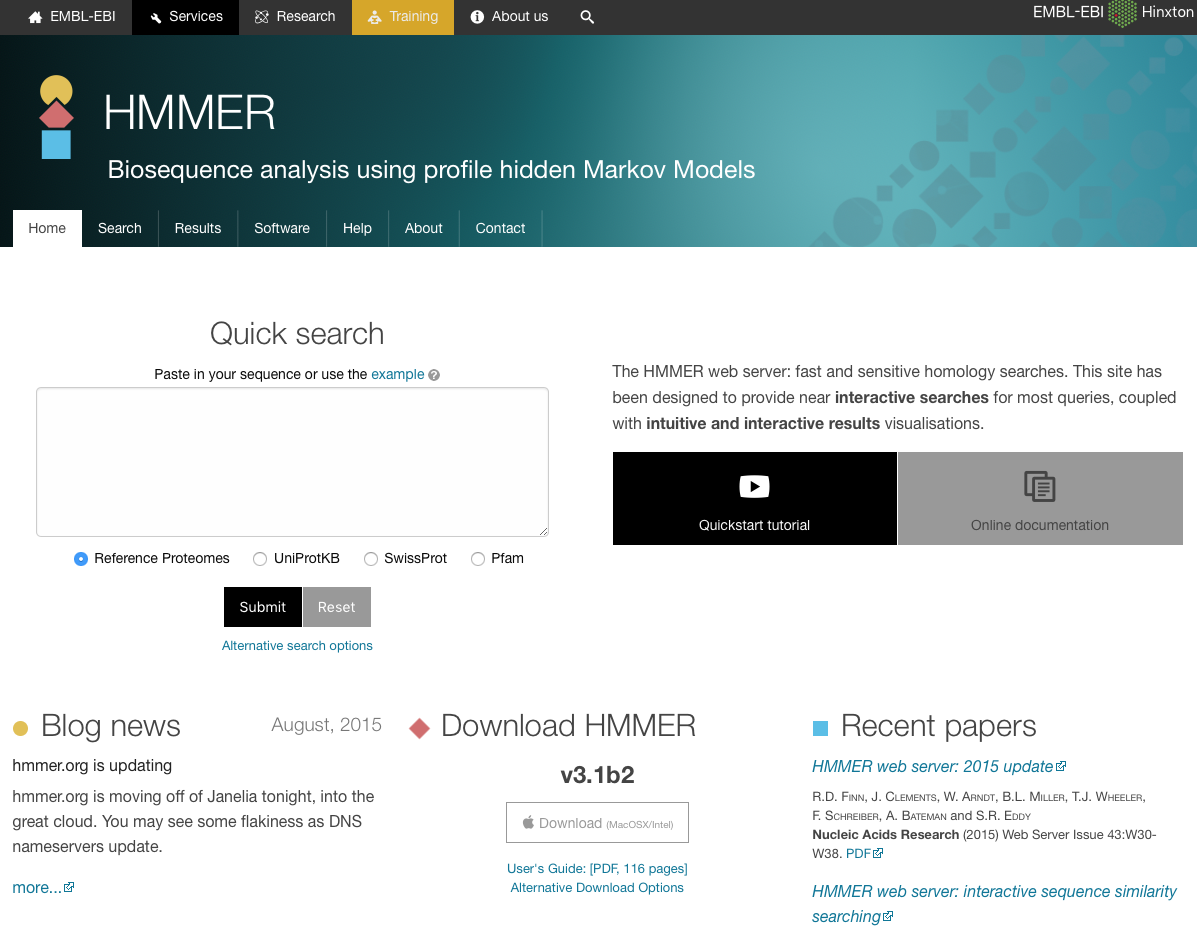 EMBL-EBI Services Research Training About us
EMBL-EBI Hinxton
HMMER
Biosequence analysis using profile hidden Markov Models
Home Search Results Software Help About Contact
Quick search
Paste in your sequence or use the example ?
Reference Proteomes UniProtKB SwissProt Pfam
Submit Reset
Alternative search options
The HMMER web server: fast and sensitive homology searches. This site has
been designed to provide near interactive searches for most queries, coupled
with intuitive and interactive results visualisations.
Quickstart tutorial Online documentation
Blog news August, 2015
hmmer.org is updating
hmmer.org is moving off of Janelia tonight, into the
great cloud. You may see some flakiness as DNS
nameservers update.
more...
Download HMMER
v3.1b2
Download (MacOSX/Intel)
User's Guide: [PDF, 116 pages]
Alternative Download Options
Recent papers
HMMER web server: 2015 update
R.D. Finn, J. Clements, W. Arndt, B.L. Miller, T.J. Wheeler,
F. Schreiber, A. Bateman and S.R. Eddy
Nucleic Acids Research (2015) Web Server Issue 43:W30-
W38. PDF
HMMER web server: interactive sequence similarity
searching